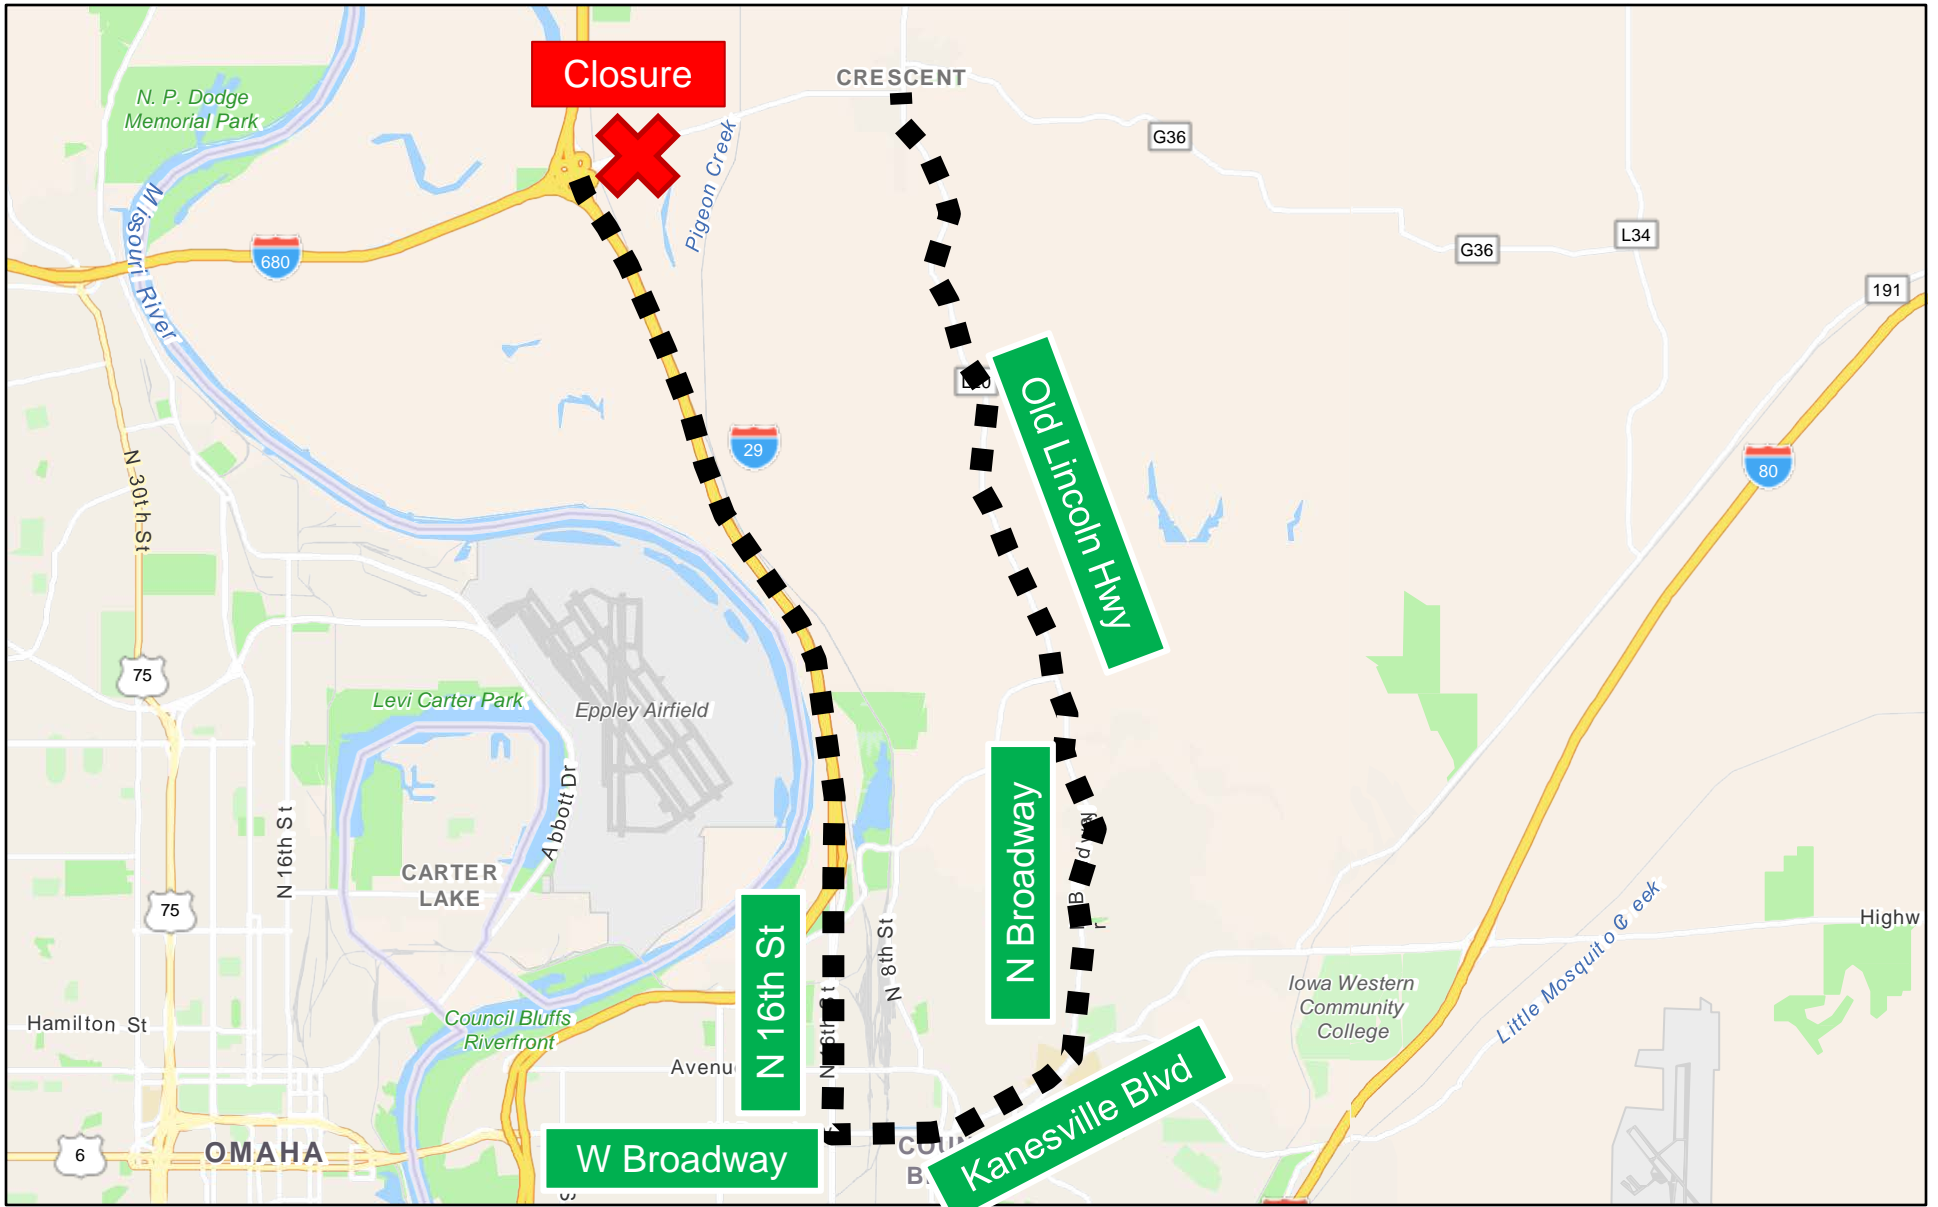 Closure
CRESCENT
N. P. Dodge
Memorial Park
G36
Pigeon Creek
Missouri River
L34
G36
680
191
Old Lincoln Hwy
29
80
N 30th St
75
Levi Carter Park
Eppley Airfield
Abbott Dr
N 16th St
N Broadway
CARTER
LAKE
75
N 16th St
N 8th St
Little Mosquito Creek
Highw
Iowa Western
Community
College
Hamilton St
Council Bluffs
Riverfront
N 16th St
Avenu
Kanesville Blvd
OMAHA
6
W Broadway